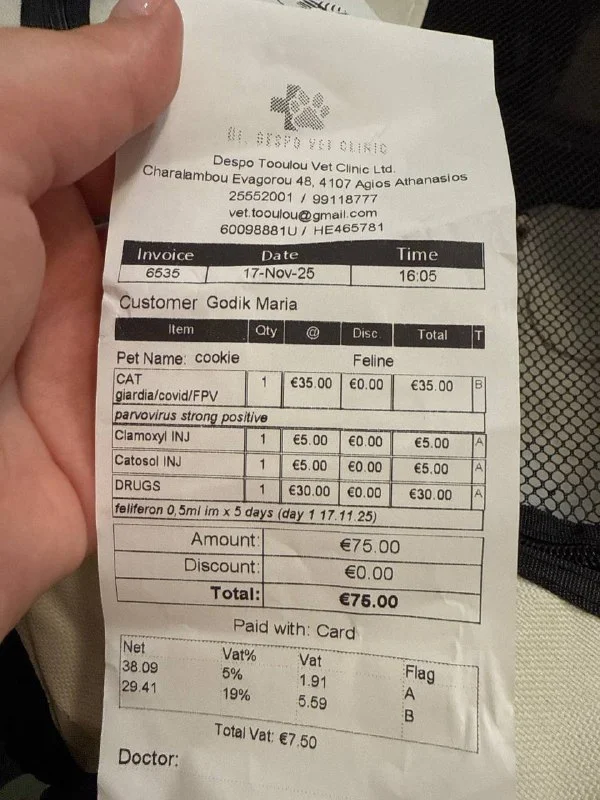 Dr. DESPO VET CLINIC
Despo Tooulou Vet Clinic Ltd.
Charalambou Evagorou 48, 4107 Agios Athanasios
25552001 / 99118777
vet.tooulou@gmail.com
60098881U / HE465781
Invoice Date Time
6535 17-Nov-25 16:05
Customer Godik Maria
Item Qty @ Disc Total T
Pet Name: cookie Feline
CAT giardia/covid/FPV 1 €35.00 €0.00 €35.00 B
parvovirus strong positive
Clamoxyl INJ 1 €5.00 €0.00 €5.00 A
Catosol INJ 1 €5.00 €0.00 €5.00 A
DRUGS 1 €30.00 €0.00 €30.00 A
feliferon 0,5ml im x 5 days (day 1 17.11.25)
Amount: €75.00
Discount: €0.00
Total: €75.00
Paid with: Card
Net Vat% Vat Flag
38.09 5% 1.91 A
29.41 19% 5.59 B
Total Vat: €7.50
Doctor: